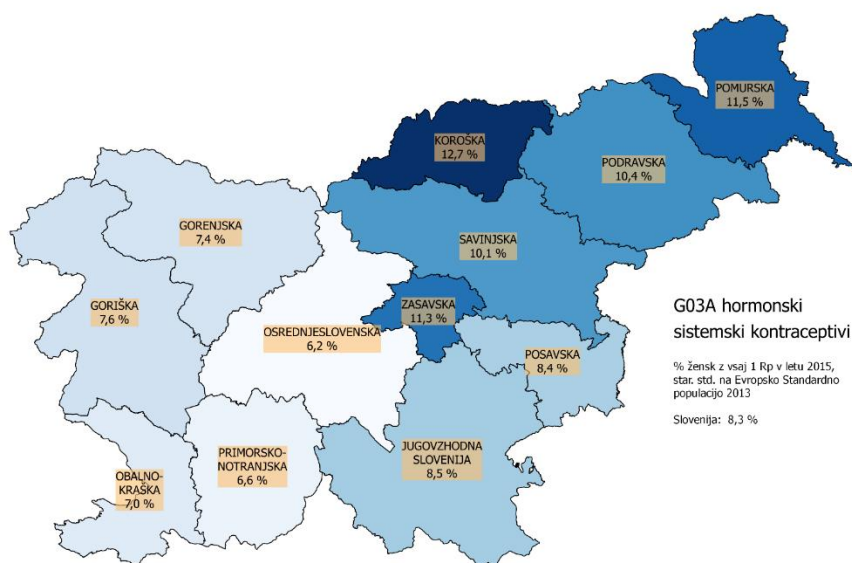 POMURSKA
11,5 %
KOROŠKA
12,7 %
PODRAVSKA
10,4 %
GORENJSKA
7,4 %
SAVINJSKA
10,1 %
GORIŠKA
7,6 %
ZASAVSKA
11,3 %
OSREDNJESLOVENSKA
6,2 %
POSAVSKA
8,4 %
JUGOVZHODNA
SLOVENIJA
8,5 %
PRIMORSKO-
NOTRANJSKA
6,6 %
OBALNO-
KRAŠKA
7,0 %
G03A hormonski
sistemski kontraceptivi
% žensk z vsaj 1 Rp v letu 2015,
star. std. na Evropsko Standardno
populacijo 2013
Slovenija: 8,3 %